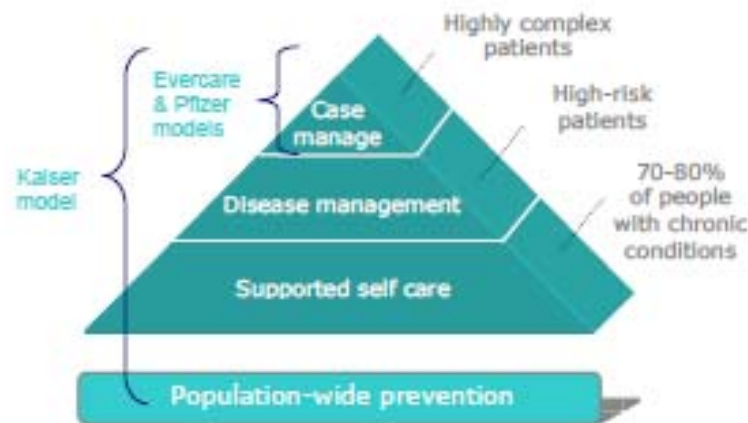 Highly complex
patients
Evercare
& Pfizer
models
Case
manage
High-risk
patients
Kaiser
model
70-80%
of people
with chronic
conditions
Disease management
Supported self care
Population-wide prevention